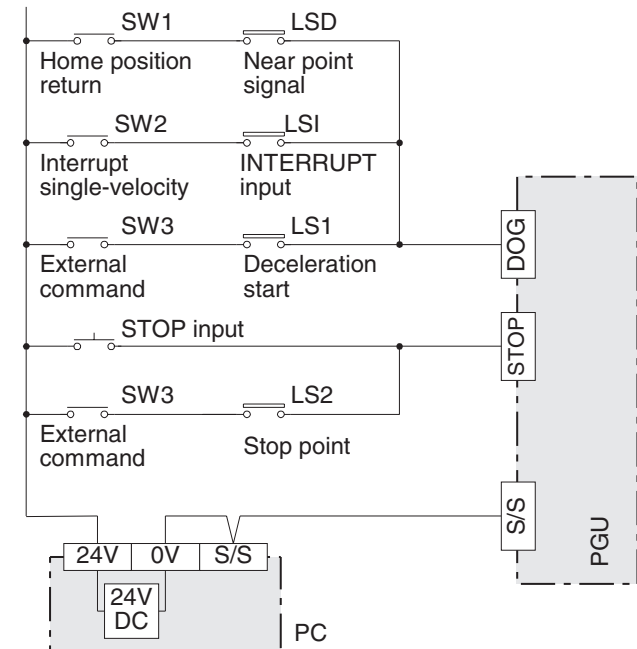 SW1 LSD
Home position Near point
return signal
SW2 LSI
Interrupt INTERRUPT
single-velocity input
SW3 LS1
External Deceleration
command start
DOG
STOP input
STOP
SW3 LS2
External Stop point
command
S/S
PGU
24V 0V S/S
24V
DC
PC